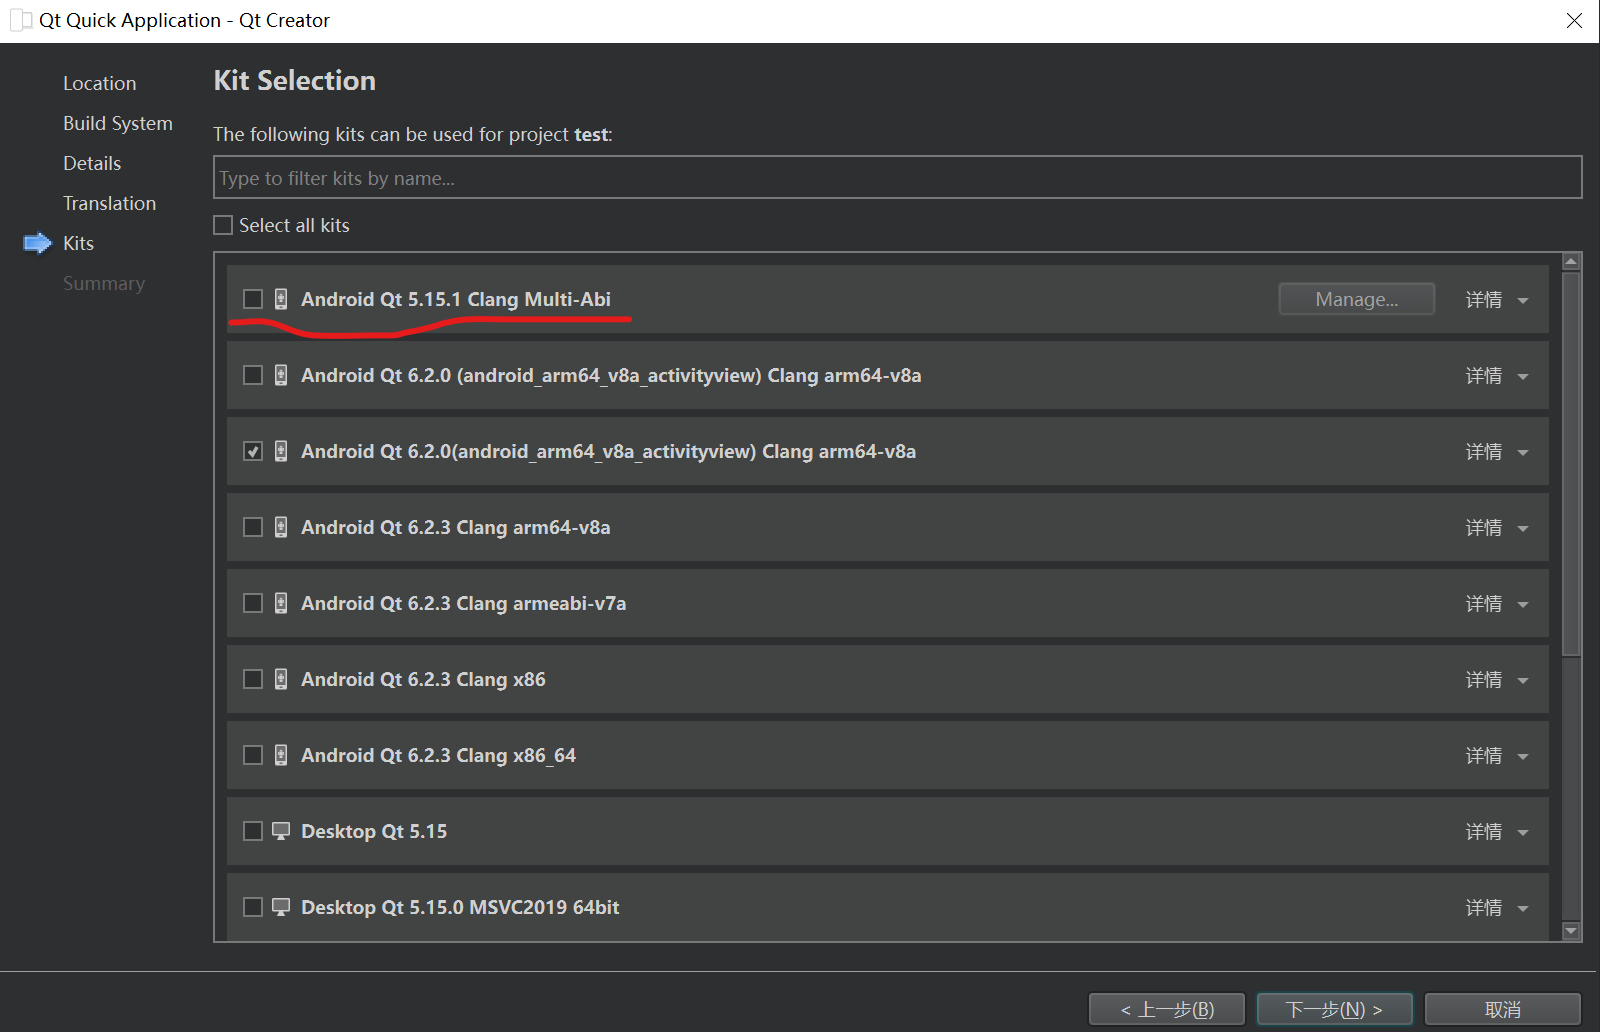 Qt Quick Application - Qt Creator
Location
Build System
Details
Translation
Kits
Summary
Kit Selection
The following kits can be used for project test:
Type to filter kits by name...
Select all kits
Android Qt 5.15.1 Clang Multi-Abi Manage... 详情
Android Qt 6.2.0 (android_arm64_v8a_activityview) Clang arm64-v8a 详情
Android Qt 6.2.0(android_arm64_v8a_activityview) Clang arm64-v8a 详情
Android Qt 6.2.3 Clang arm64-v8a 详情
Android Qt 6.2.3 Clang armeabi-v7a 详情
Android Qt 6.2.3 Clang x86 详情
Android Qt 6.2.3 Clang x86_64 详情
Desktop Qt 5.15 详情
Desktop Qt 5.15.0 MSVC2019 64bit 详情
< 上一步(B) 下一步(N) > 取消